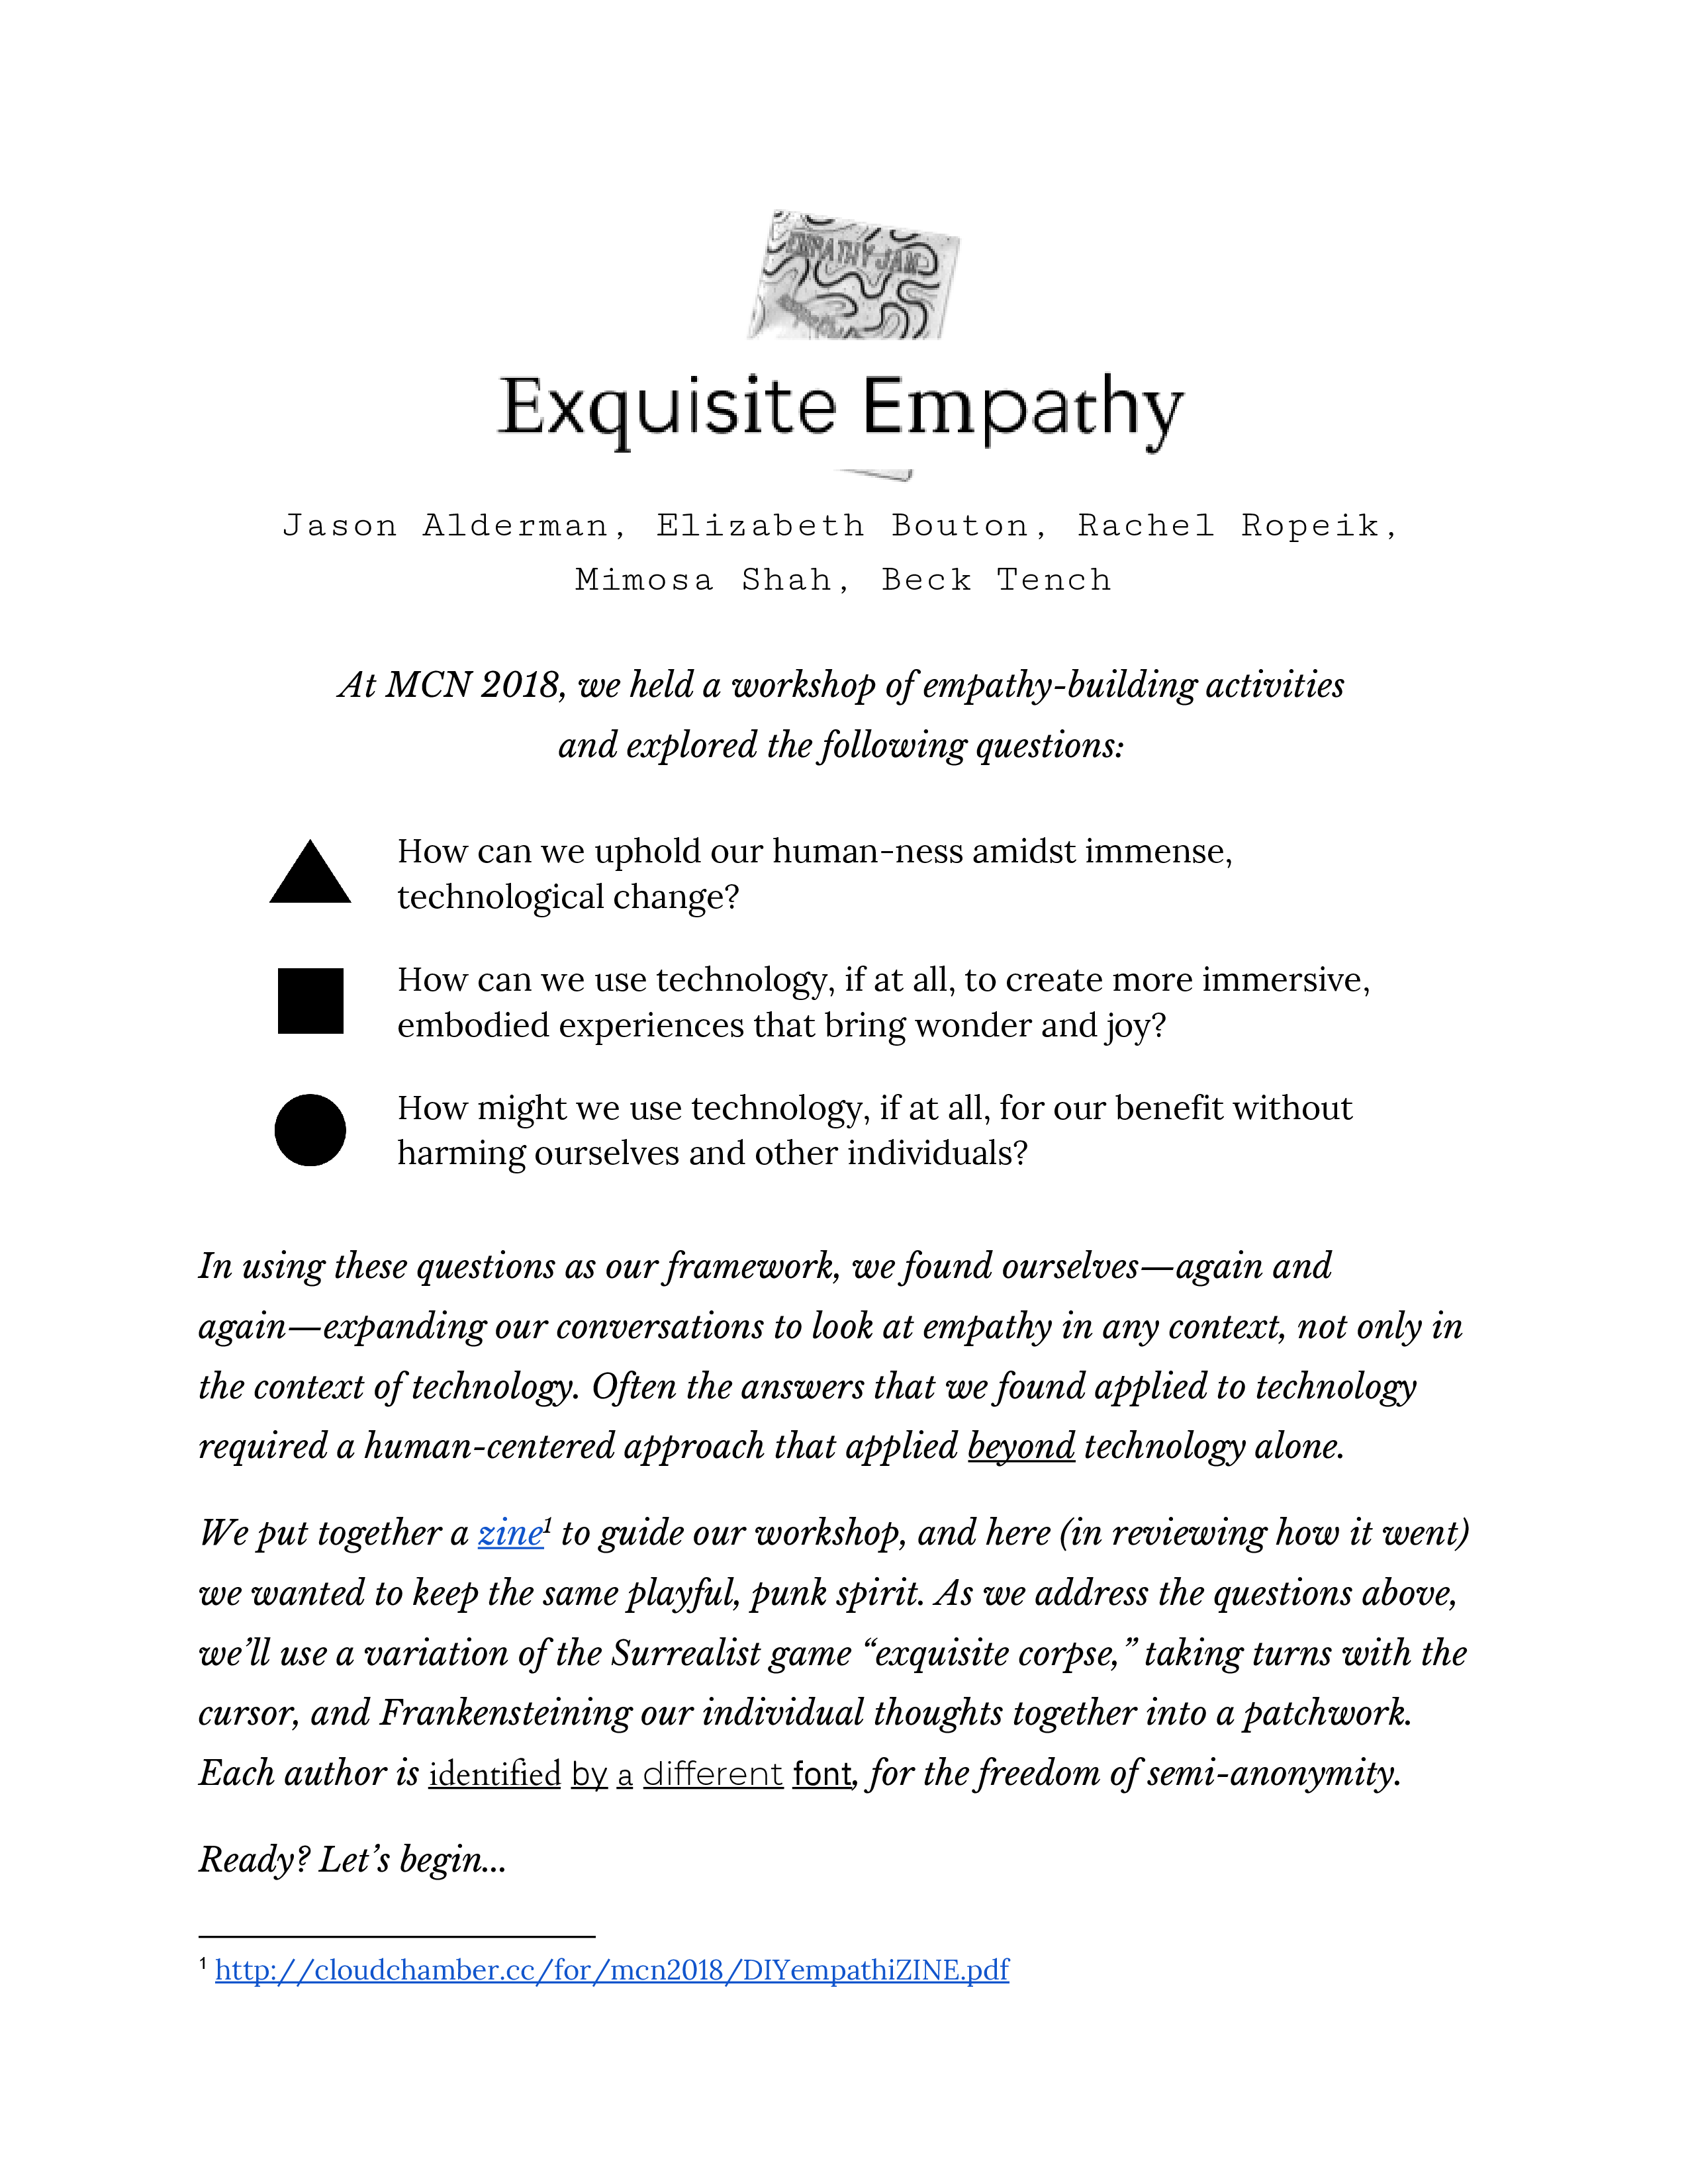 EMPATHY JAM
Exquisite Empathy
Jason Alderman, Elizabeth Bouton, Rachel Ropeik,
Mimosa Shah, Beck Tench
At MCN 2018, we held a workshop of empathy-building activities
and explored the following questions:
How can we uphold our human-ness amidst immense,
technological change?
How can we use technology, if at all, to create more immersive,
embodied experiences that bring wonder and joy?
How might we use technology, if at all, for our benefit without
harming ourselves and other individuals?
In using these questions as our framework, we found ourselves—again and
again—expanding our conversations to look at empathy in any context, not only in
the context of technology. Often the answers that we found applied to technology
required a human-centered approach that applied beyond technology alone.
We put together a zine¹ to guide our workshop, and here (in reviewing how it went)
we wanted to keep the same playful, punk spirit. As we address the questions above,
we’ll use a variation of the Surrealist game “exquisite corpse,” taking turns with the
cursor, and Frankensteining our individual thoughts together into a patchwork.
Each author is identified by a different font, for the freedom of semi-anonymity.
Ready? Let’s begin...
¹ http://cloudchamber.cc/for/mcn2018/DIYempathiZINE.pdf